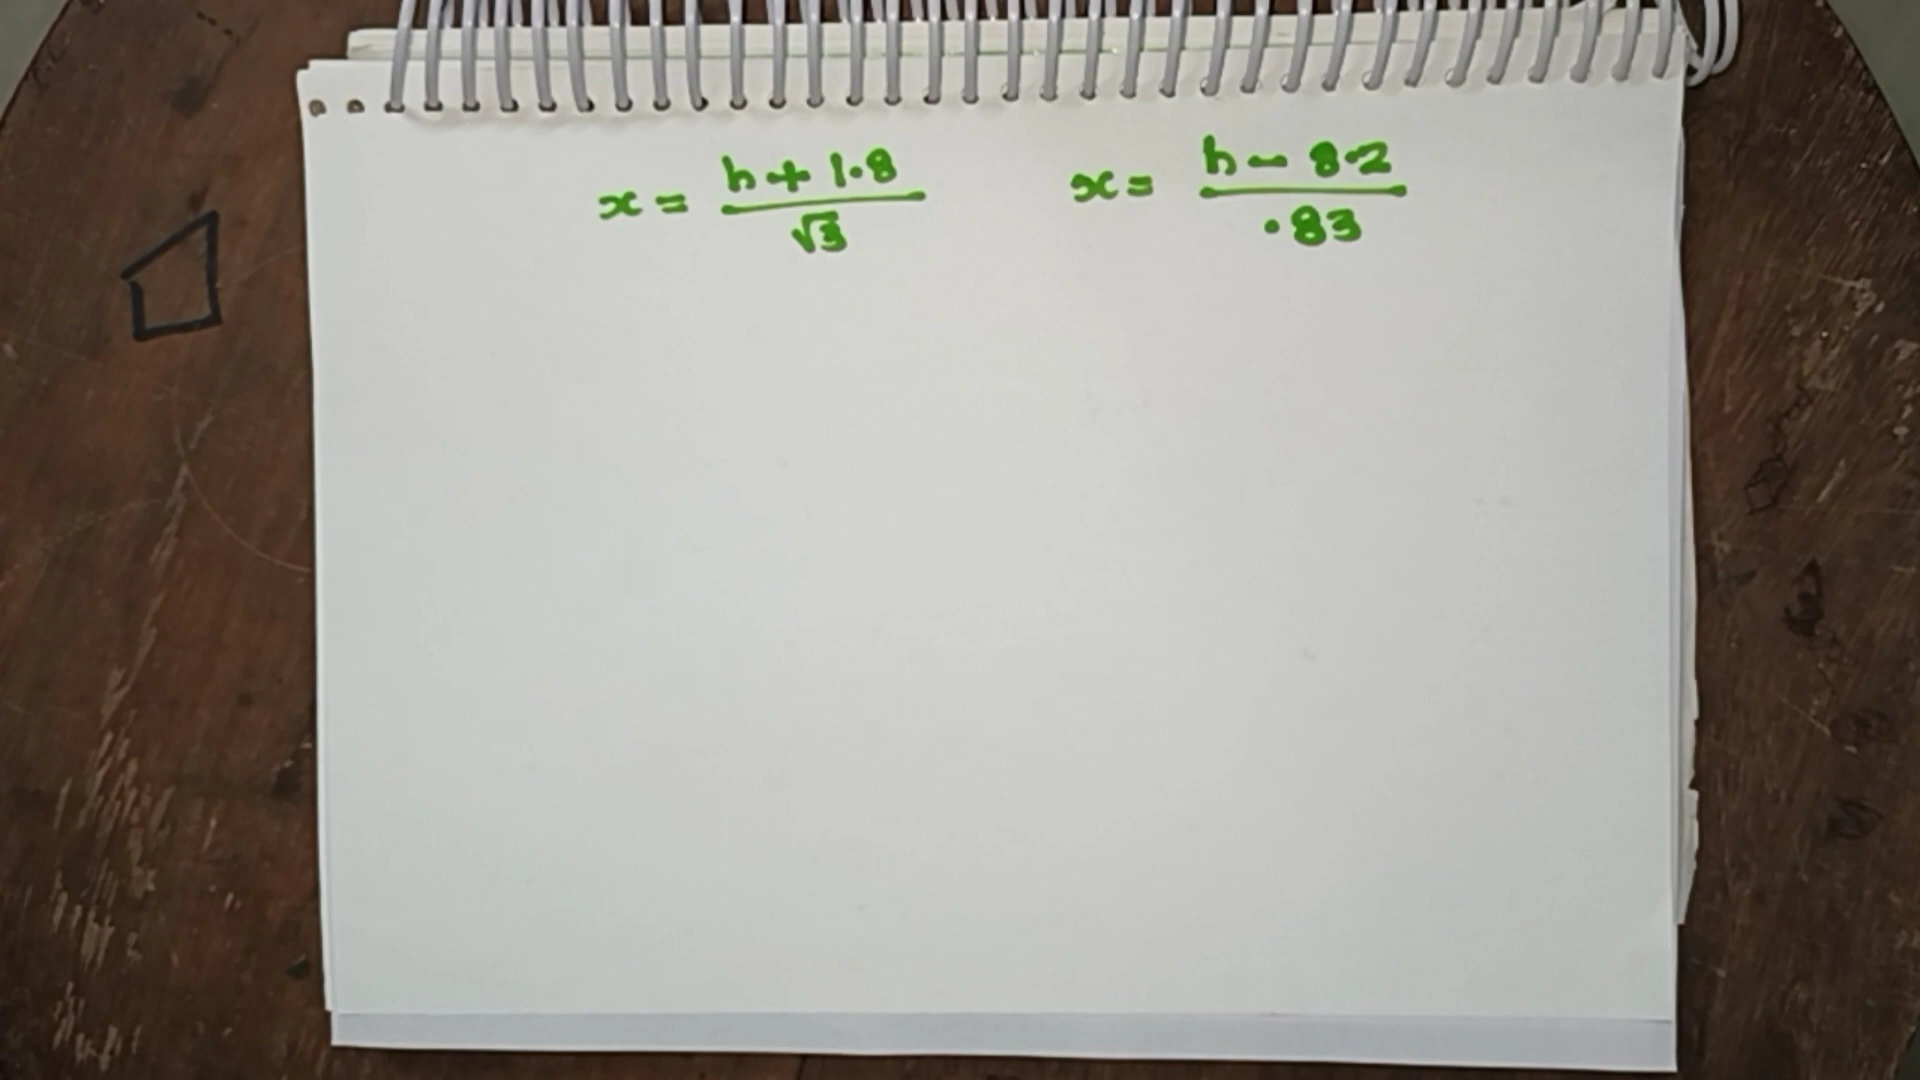 x = h + 1.8 / √3
x = h - 8.2 / .83